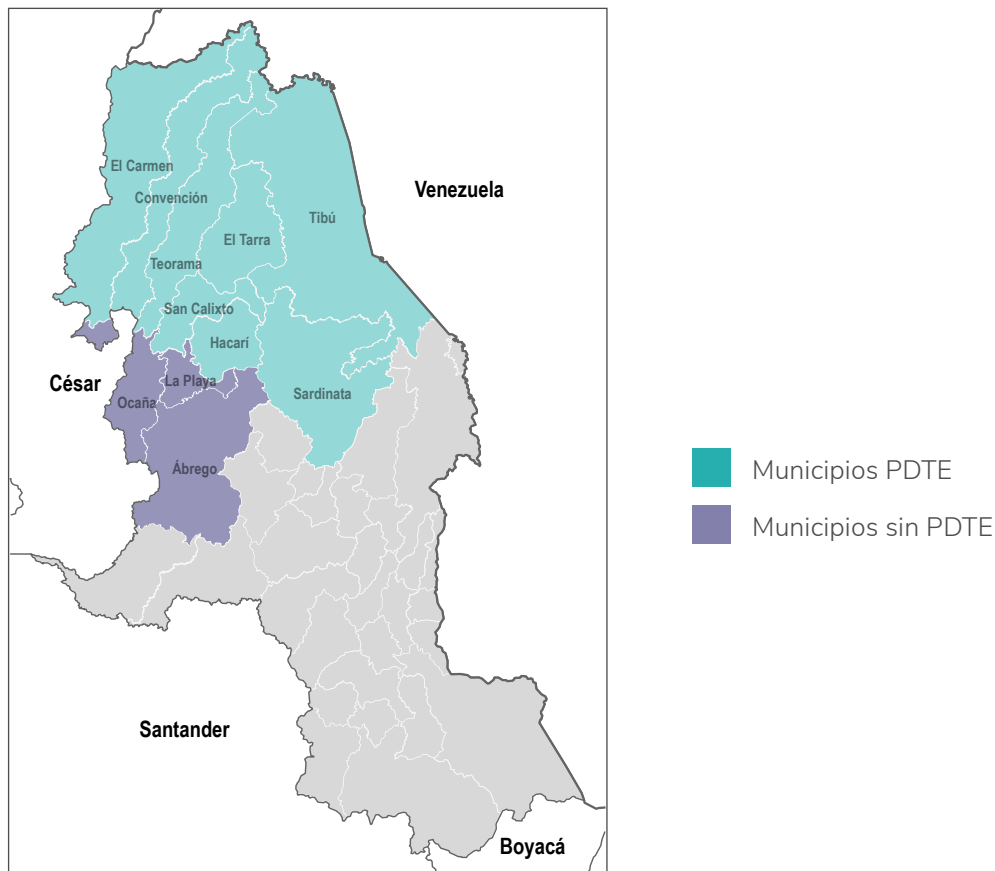 El Carmen
Venezuela
Convención
Tibú
El Tarra
Teorama
San Calixto
Hacarí
César
La Playa
Sardinata
Ocaña
Ábrego
Municipios PDTE
Municipios sin PDTE
Santander
Boyacá